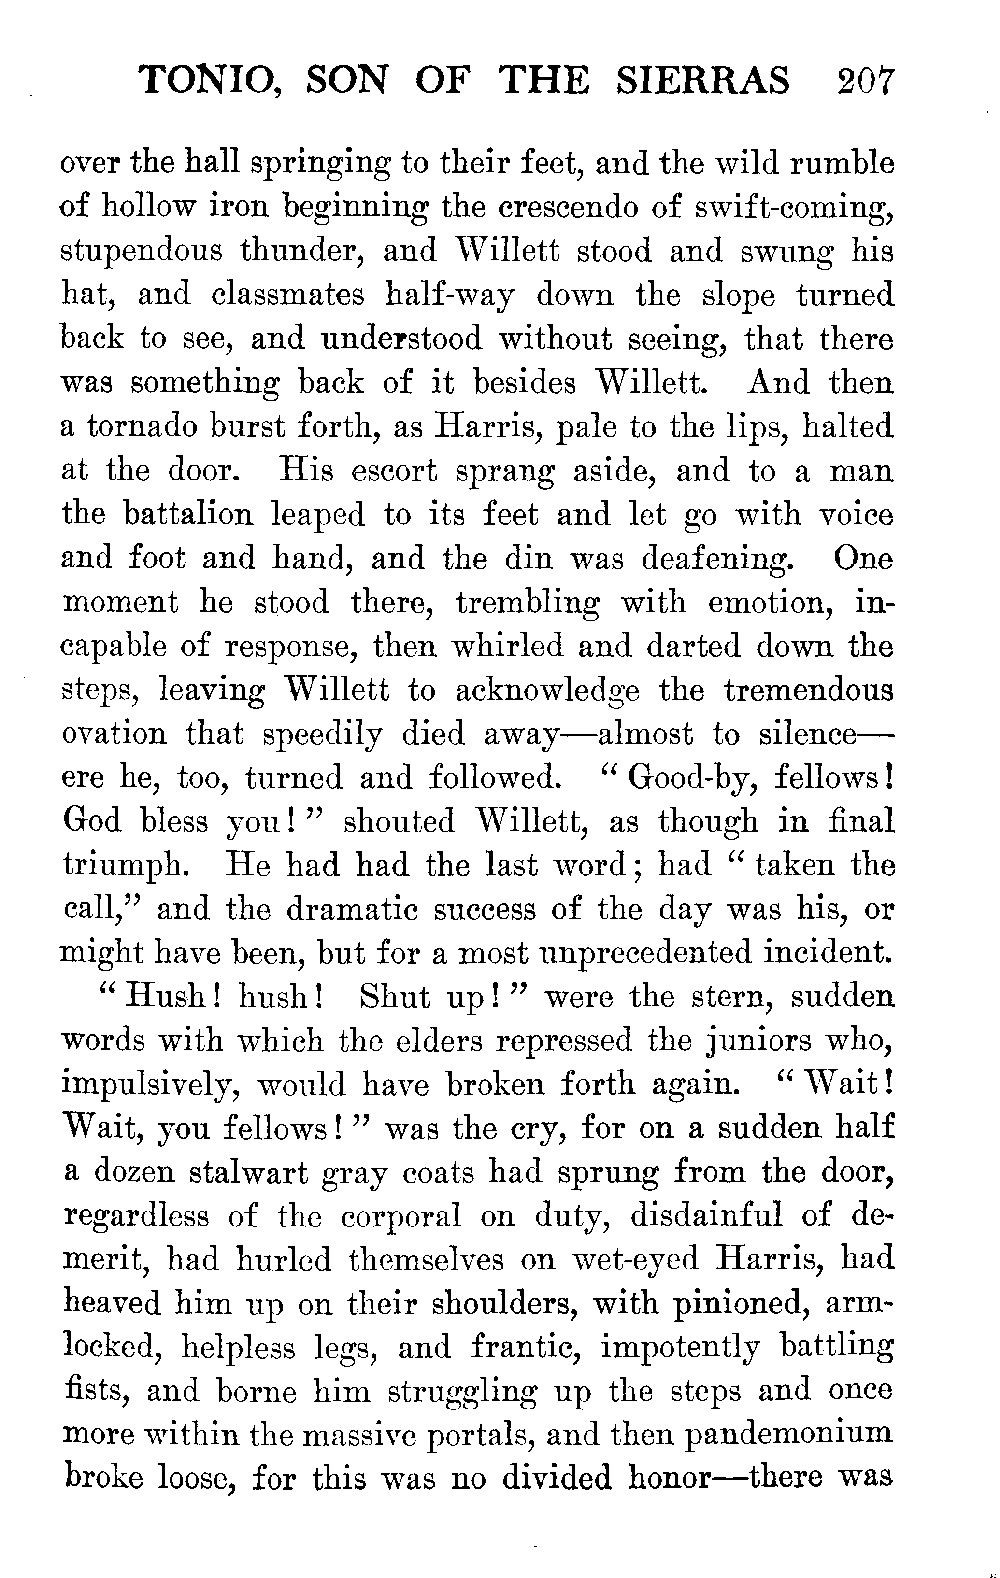 TONIO, SON OF THE SIERRAS 207
over the hall springing to their feet, and the wild rumble
of hollow iron beginning the crescendo of swift-coming,
stupendous thunder, and Willett stood and swung his
hat, and classmates half-way down the slope turned
back to see, and understood without seeing, that there
was something back of it besides Willett. And then
a tornado burst forth, as Harris, pale to the lips, halted
at the door. His escort sprang aside, and to a man
the battalion leaped to its feet and let go with voice
and foot and hand, and the din was deafening. One
moment he stood there, trembling with emotion, in-
capable of response, then whirled and darted down the
steps, leaving Willett to acknowledge the tremendous
ovation that speedily died away—almost to silence—
ere he, too, turned and followed. "Good-by, fellows!
God bless you!" shouted Willett, as though in final
triumph. He had had the last word; had "taken the
call," and the dramatic success of the day was his, or
might have been, but for a most unprecedented incident.
"Hush! hush! Shut up!" were the stern, sudden
words with which the elders repressed the juniors who,
impulsively, would have broken forth again. "Wait!
Wait, you fellows!" was the cry, for on a sudden half
a dozen stalwart gray coats had sprung from the door,
regardless of the corporal on duty, disdainful of de-
merit, had hurled themselves on wet-eyed Harris, had
heaved him up on their shoulders, with pinioned, arm-
locked, helpless legs, and frantic, impotently battling
fists, and borne him struggling up the steps and once
more within the massive portals, and then pandemonium
broke loose, for this was no divided honor—there was